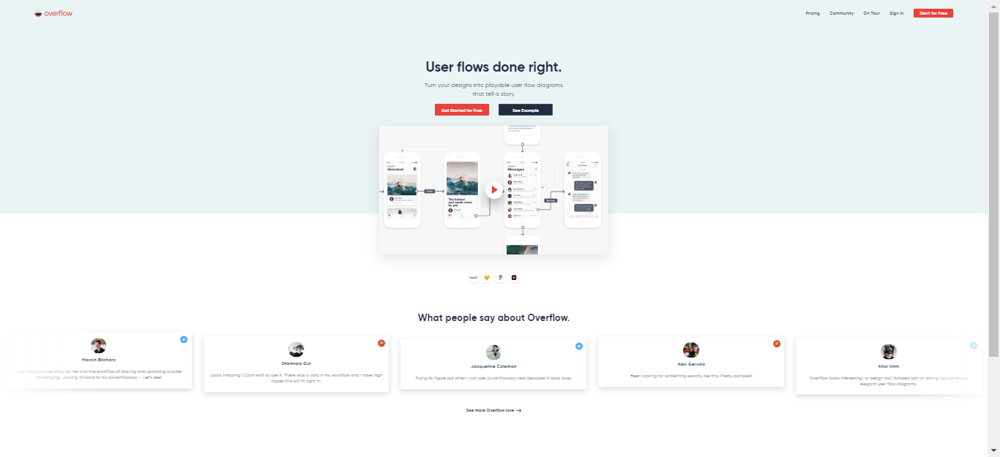 overflow
Pricing
Community
On Tour
Sign In
Start for Free
User flows done right.
Turn your designs into playable user flow diagrams
that tell a story.
Get Started for Free
See Example
Newsfeed
The hottest
surf spots voted
by you
Messages
Message
macOS
What people say about Overflow.
Marcin Blicharz
can be tricky for me and the workflow of sharing and updating is quite
challenging. Looking forward to try @overflowapp – Let's see!
Shamrais Gul
Looks Amazing ! Cant wait to use it. There was a void in my workflow and I have high
hopes this will fit right in.
Jacqueline Coleman
Trying to figure out when I can use @overflowapp next because it looks boss.
Alex Gervais
Been looking for something exactly like this. Pretty pumped!
Khoi Vinh
Overflow looks interesting—a design tool focused just on letting you construct
elegant user flow diagrams.
See more Overflow love →